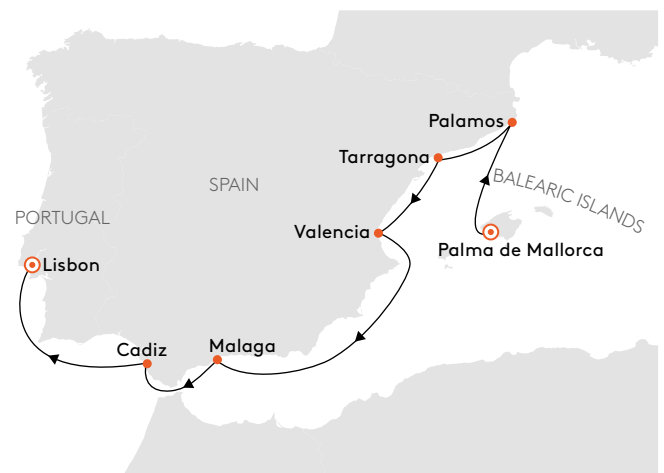 Palamos
Tarragona
SPAIN
BALEARIC ISLANDS
PORTUGAL
Valencia
Palma de Mallorca
Lisbon
Cadiz
Malaga